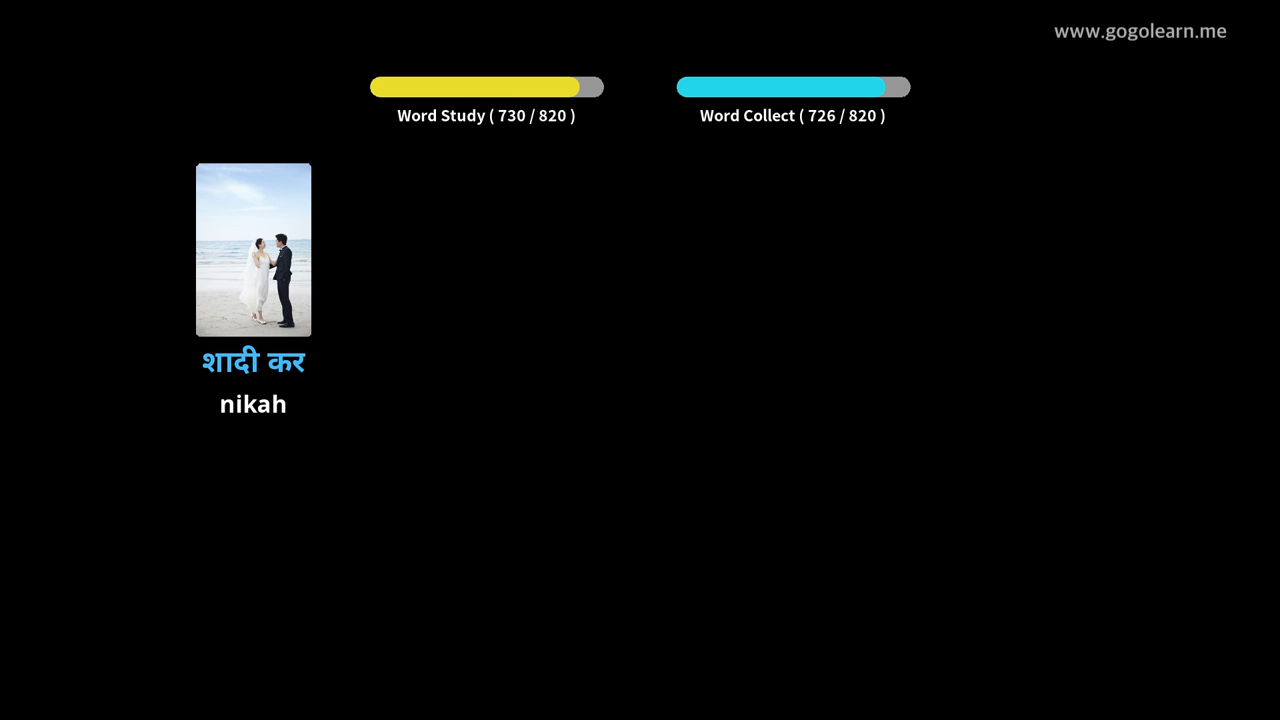 www.gogolearn.me
Word Study ( 730 / 820 )
Word Collect ( 726 / 820 )
शादी कर
nikah